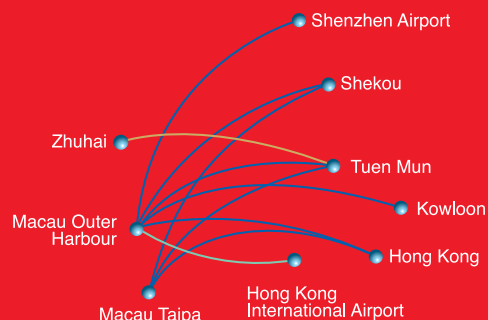 Shenzhen Airport
Shekou
Zhuhai
Tuen Mun
Kowloon
Macau Outer
Harbour
Hong Kong
Hong Kong
International Airport
Macau Taipa